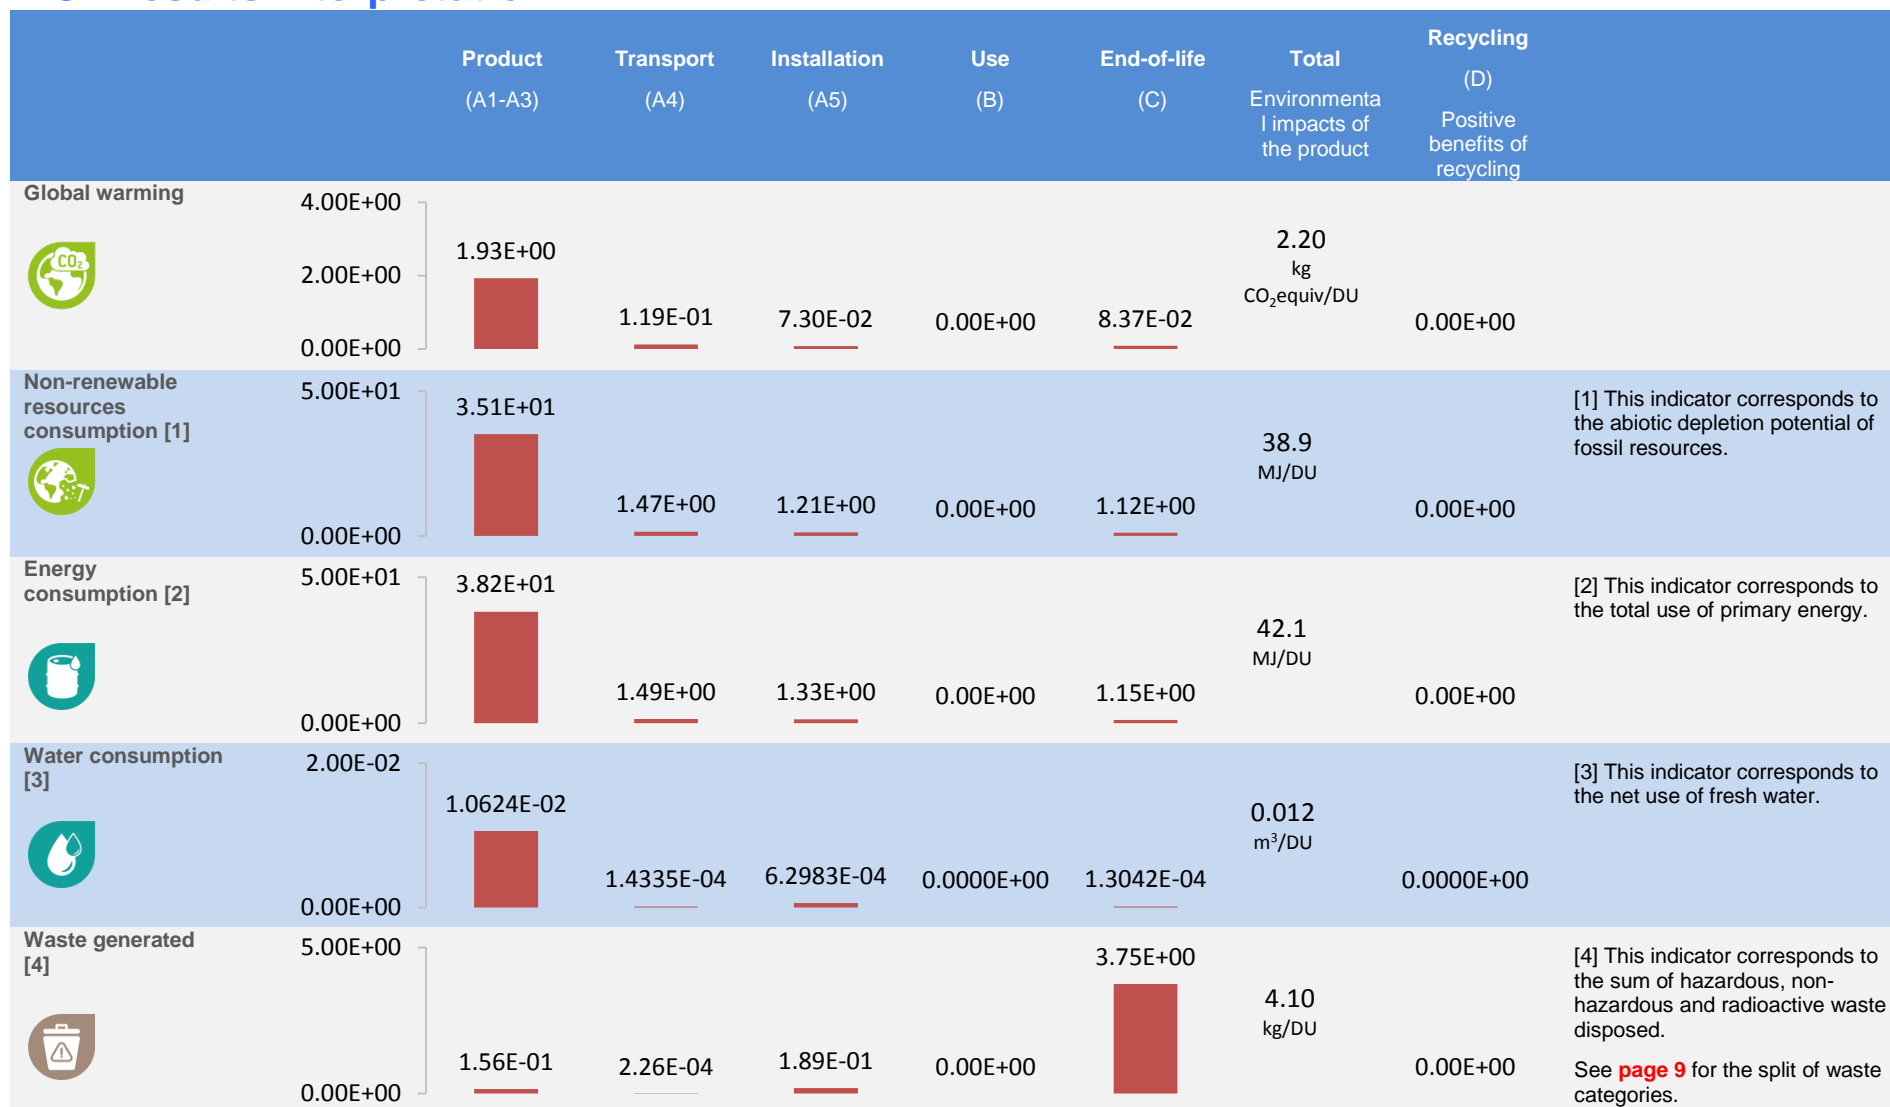 Product
(A1-A3)
Transport
(A4)
Installation
(A5)
Use
(B)
End-of-life
(C)
Total
Environmenta
l impacts of
the product
Recycling
(D)
Positive
benefits of
recycling
Global warming
CO2
4.00E+00
2.00E+00
0.00E+00
1.93E+00
1.19E-01
7.30E-02
0.00E+00
8.37E-02
2.20
kg
CO2equiv/DU
0.00E+00
Non-renewable
resources
consumption [1]
5.00E+01
0.00E+00
3.51E+01
1.47E+00
1.21E+00
0.00E+00
1.12E+00
38.9
MJ/DU
0.00E+00
[1] This indicator corresponds to
the abiotic depletion potential of
fossil resources.
Energy
consumption [2]
5.00E+01
0.00E+00
3.82E+01
1.49E+00
1.33E+00
0.00E+00
1.15E+00
42.1
MJ/DU
0.00E+00
[2] This indicator corresponds to
the total use of primary energy.
Water consumption
[3]
2.00E-02
0.00E+00
1.0624E-02
1.4335E-04
6.2983E-04
0.0000E+00
1.3042E-04
0.012
m³/DU
0.0000E+00
[3] This indicator corresponds to
the net use of fresh water.
Waste generated
[4]
5.00E+00
0.00E+00
1.56E-01
2.26E-04
1.89E-01
0.00E+00
3.75E+00
4.10
kg/DU
0.00E+00
[4] This indicator corresponds to
the sum of hazardous, non-
hazardous and radioactive waste
disposed.
See page 9 for the split of waste
categories.